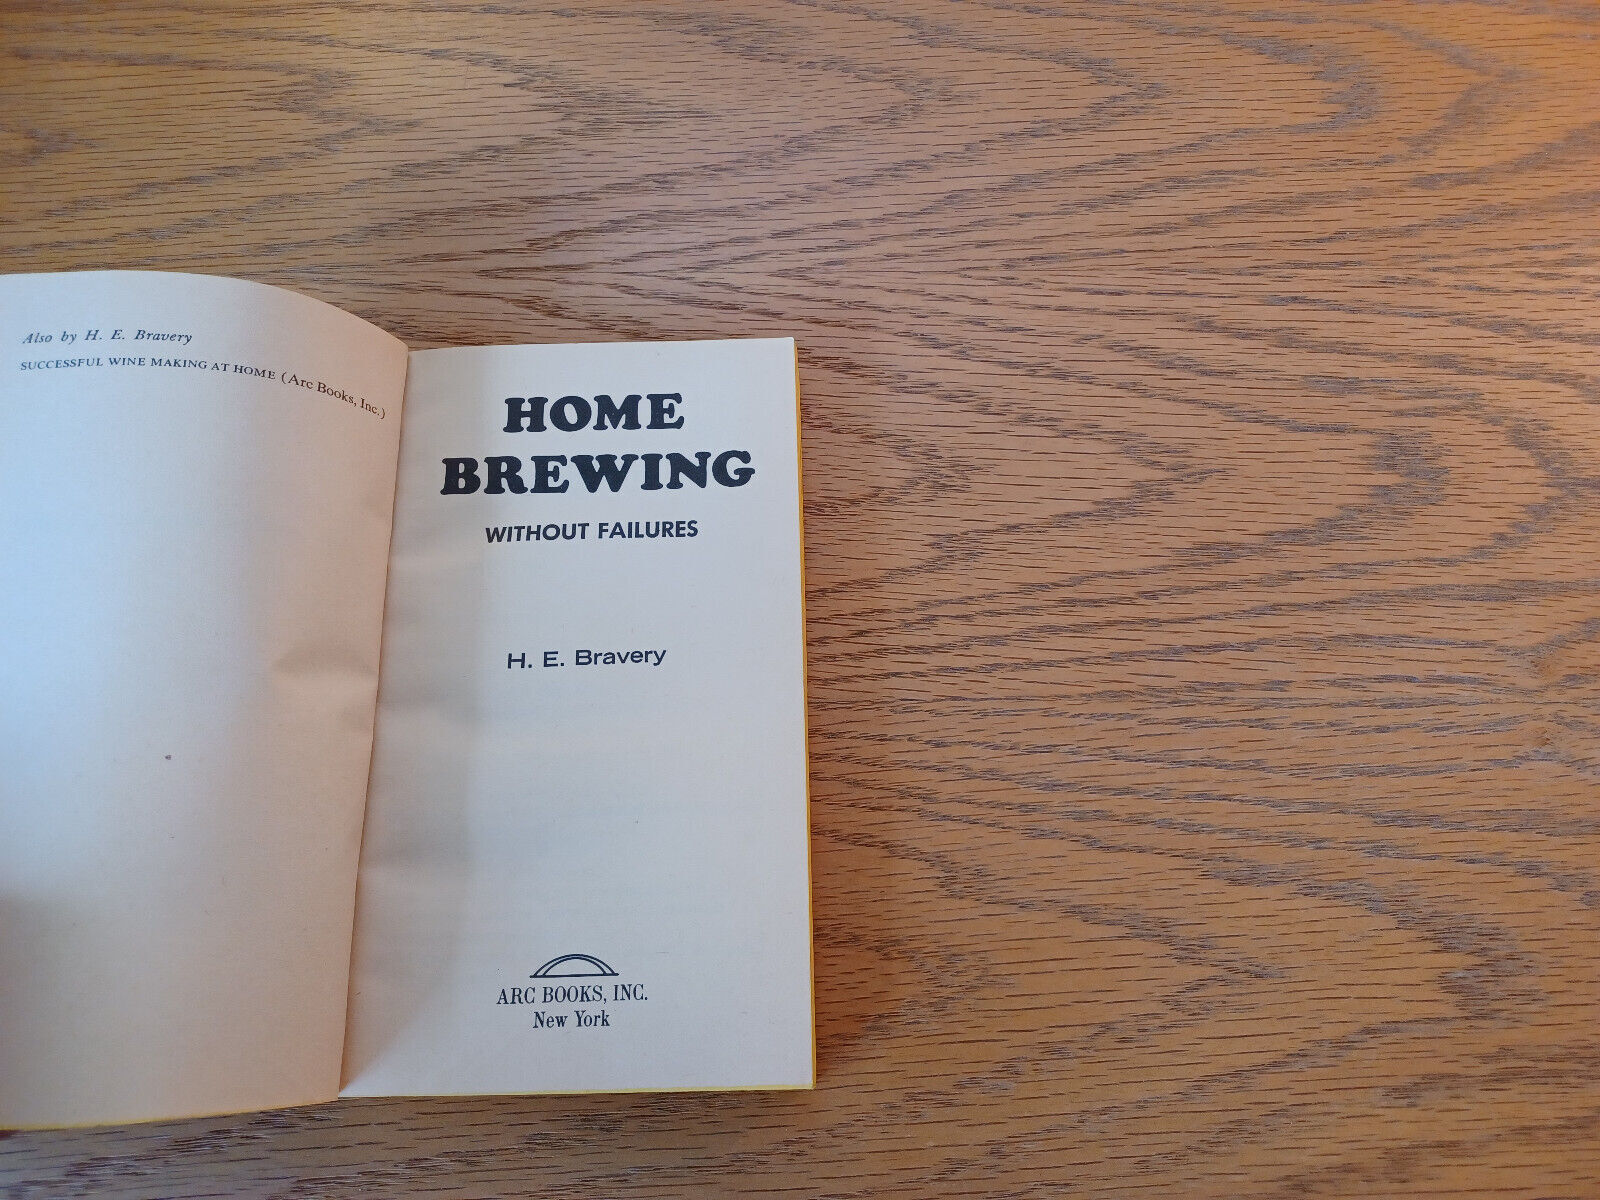 Also by H. E. Bravery
SUCCESSFUL WINE MAKING AT HOME (Arc Books, Inc.)
HOME
BREWING
WITHOUT FAILURES
H. E. Bravery
ARC BOOKS, INC.
New York